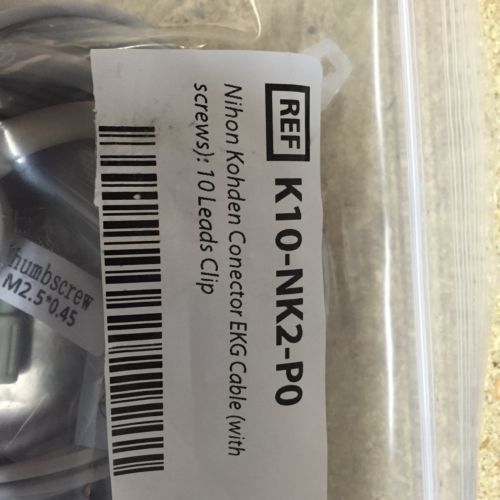 REF K10-NK2-P0
Nihon Kohden Conector EKG Cable (with
screws): 10 Leads Clip
thumbscrew
M2.5*0.45